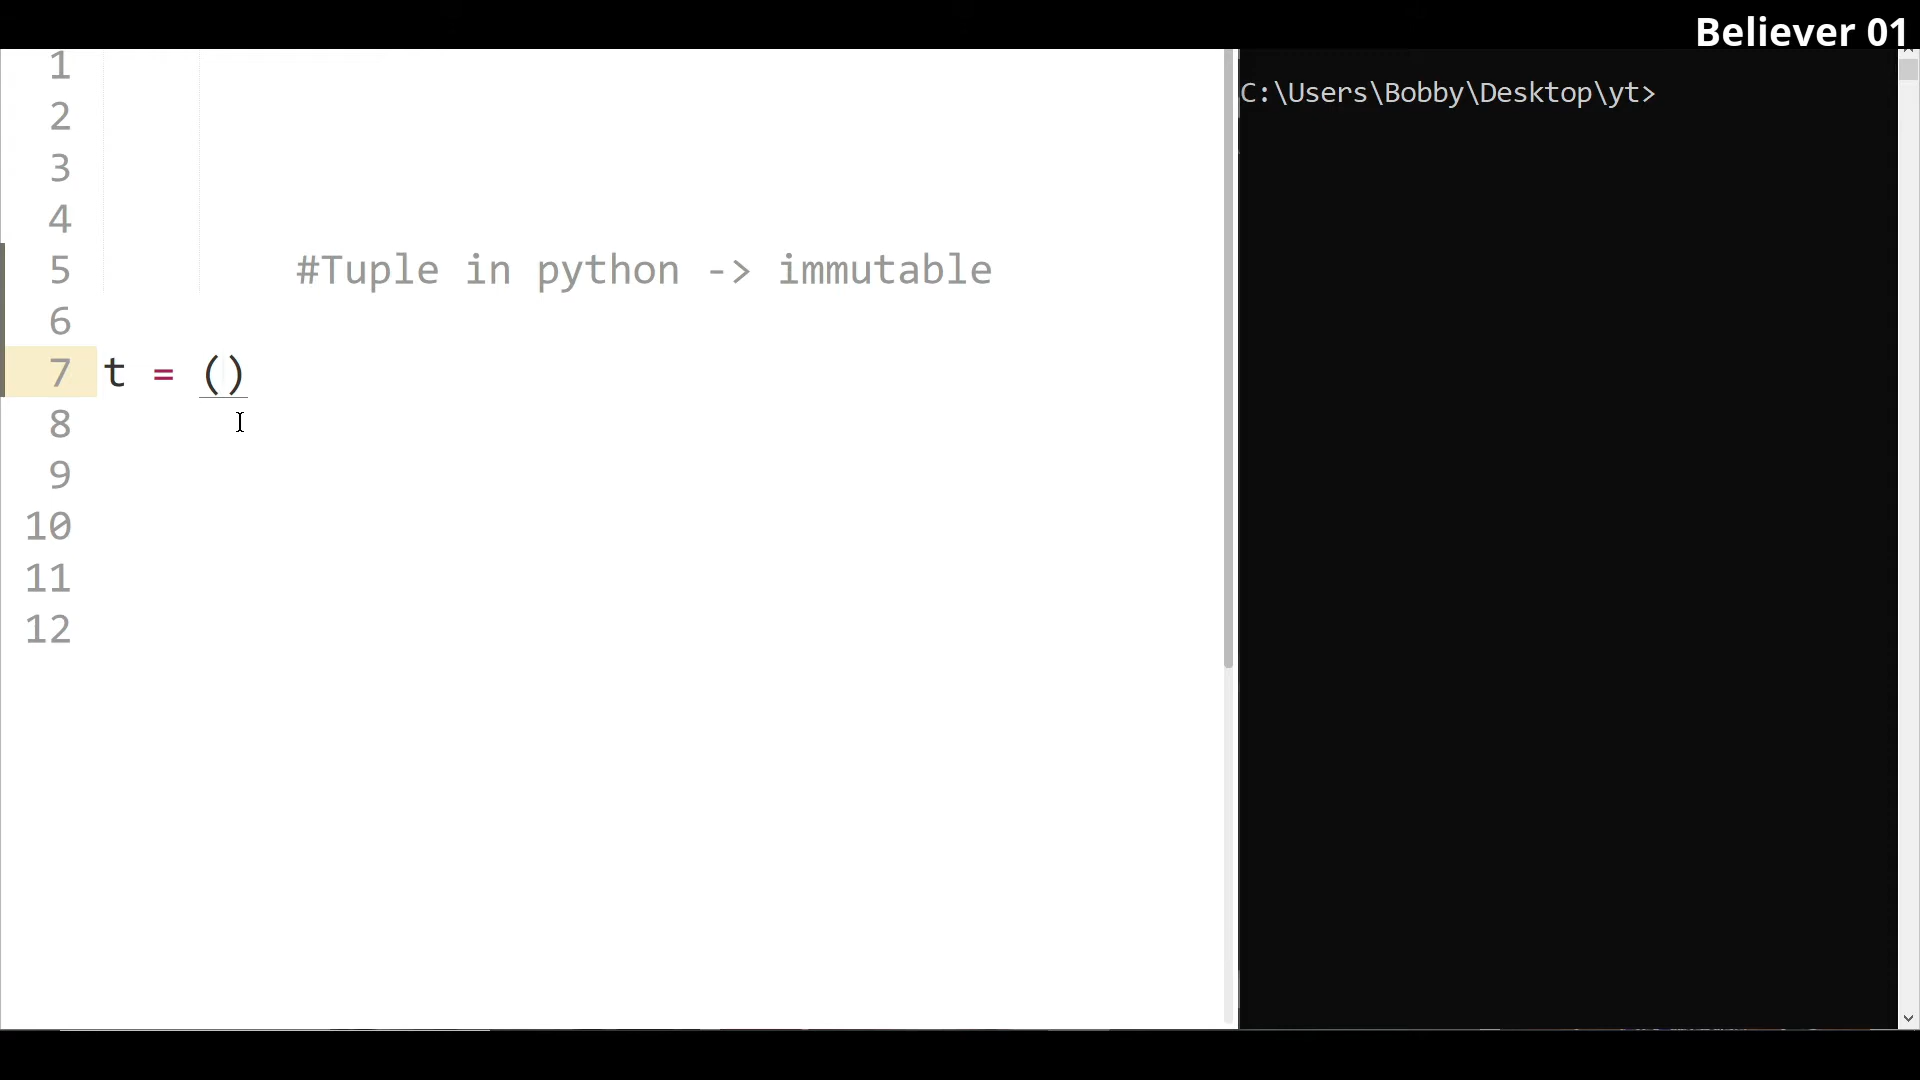 Believer 01
1
2
3
4
5 #Tuple in python -> immutable
6
7 t = ()
8
9
10
11
12
C:\Users\Bobby\Desktop\yt>